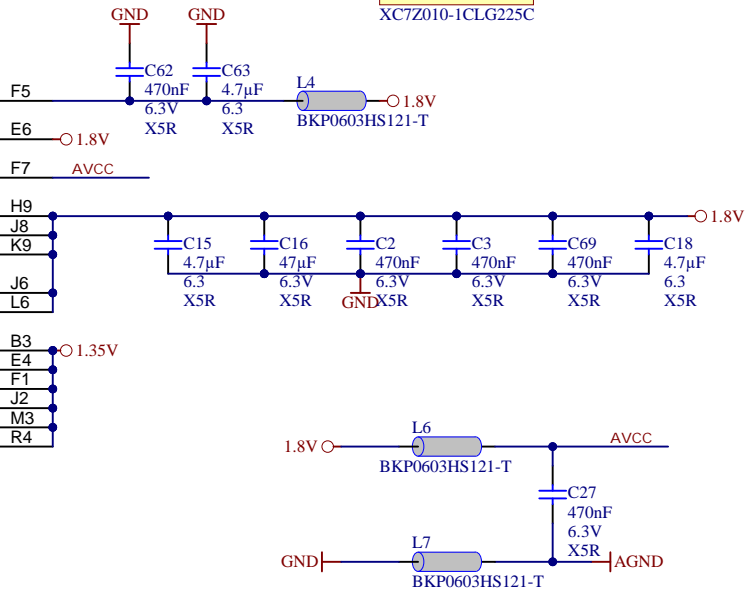 XC7Z010-1CLG225C
GND
GND
F5
C62
470nF
6.3V
X5R
C63
4.7µF
6.3
X5R
L4
BKP0603HS121-T
1.8V
E6
1.8V
F7
AVCC
H9
J8
K9
J6
L6
1.8V
C15
4.7µF
6.3
X5R
C16
47µF
6.3V
X5R
C2
470nF
6.3V
X5R
GND
C3
470nF
6.3V
X5R
C69
470nF
6.3V
X5R
C18
4.7µF
6.3
X5R
B3
1.35V
E4
F1
J2
M3
R4
1.8V
L6
BKP0603HS121-T
AVCC
C27
470nF
6.3V
X5R
GND
L7
BKP0603HS121-T
AGND